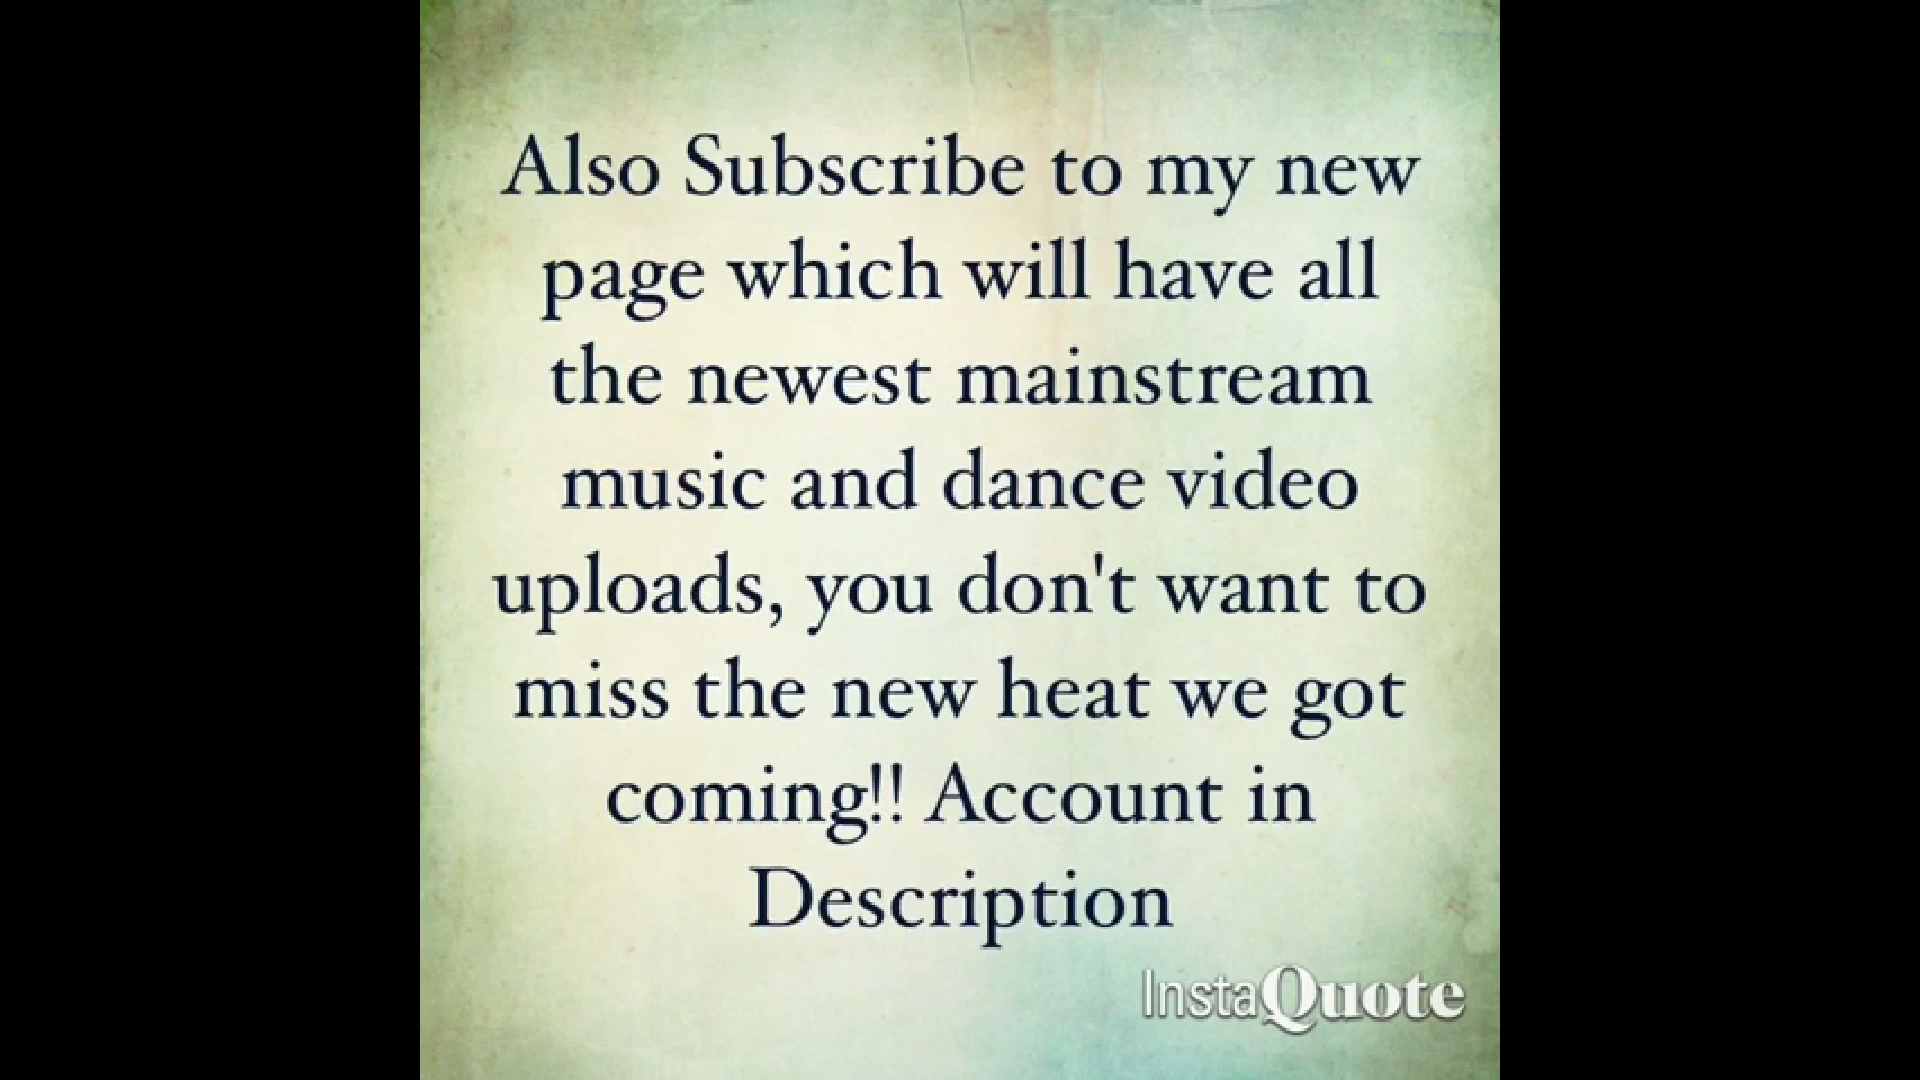 Also Subscribe to my new
page which will have all
the newest mainstream
music and dance video
uploads, you don't want to
miss the new heat we got
coming!! Account in
Description
InstaQuote